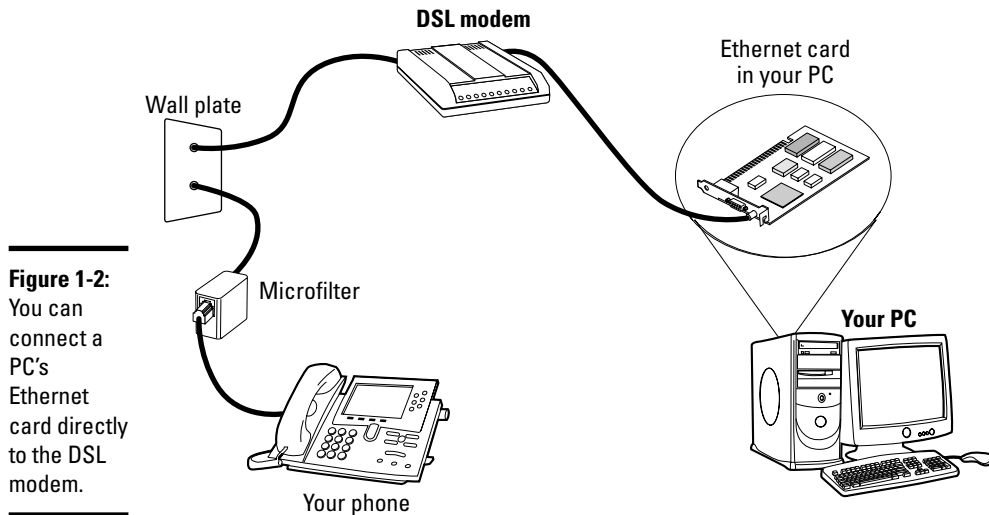 DSL modem
Ethernet card
in your PC
Wall plate
Microfilter
Your phone
Your PC
Figure 1-2:
You can
connect a
PC's
Ethernet
card directly
to the DSL
modem.